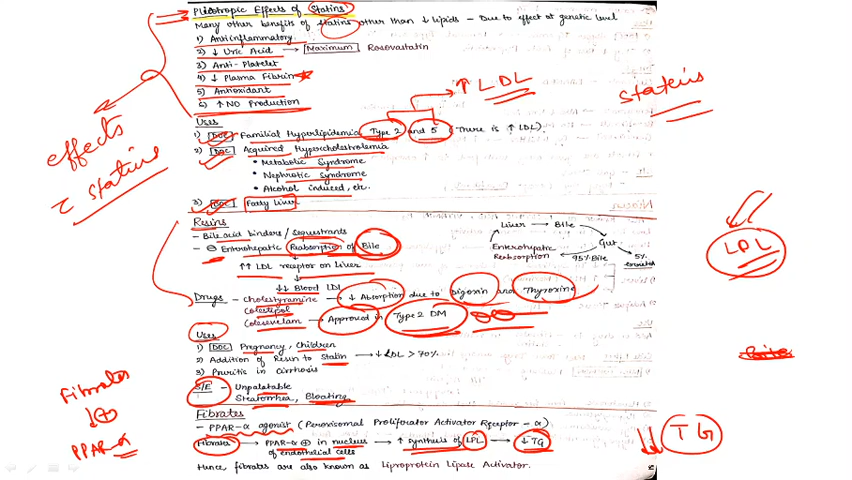 Pleiotropic Effects of Statins
Many other benefits of statins other than ↓ lipids - Due to effect at genetic level
1) Antiinflammatory
2) ↓ Uric Acid → Maximum Rosuvastatin
3) Anti-Platelet
4) ↓ Plasma Fibrin
5) Antioxidant
6) ↑ NO Production
effects
τ statins
↑ LDL
Statins
Uses
1) DOC Familial Hyperlipidemia Type 2 and 5 (There is ↑ LDL)
2) DOC Acquired Hypercholestrolemia
• Metabolic Syndrome
• Nephrotic Syndrome
• Alcohol induced, etc.
3) DOC Fatty Liver
Resins
- Bile acid binders / Sequestrants
- ⊖ Enterohepatic Reabsorption of Bile
↑↑ LDL receptor on Liver
↓↓ Blood LDL
Liver → Bile
Gut
Enterohepatic
Reabsorption
95% Bile
5%
LDL
Drugs - Cholestyramine → ↓ Absorption due to Digoxin and Thyroxine
Colestipol
Colesevelam → Approved in Type 2 DM
Uses
1) DOC Pregnancy, Children
2) Addition of Resin to Statin → ↓ LDL > 70%
3) Pruritis in Cirrhosis
S/E - Unpalatable
Steatorrhea, Bloating
Fibrates
↓⊕
PPAR-α
Fibrates
- PPAR-α agonist (Peroxisomal Proliferator Activator Receptor - α)
Fibrates → PPAR-α ⊕ in nucleus → ↑ synthesis of LPL → ↓ TG
of endothelial cells
Hence fibrates are also known as Lipoprotein Lipase Activator.
↓↓ TG